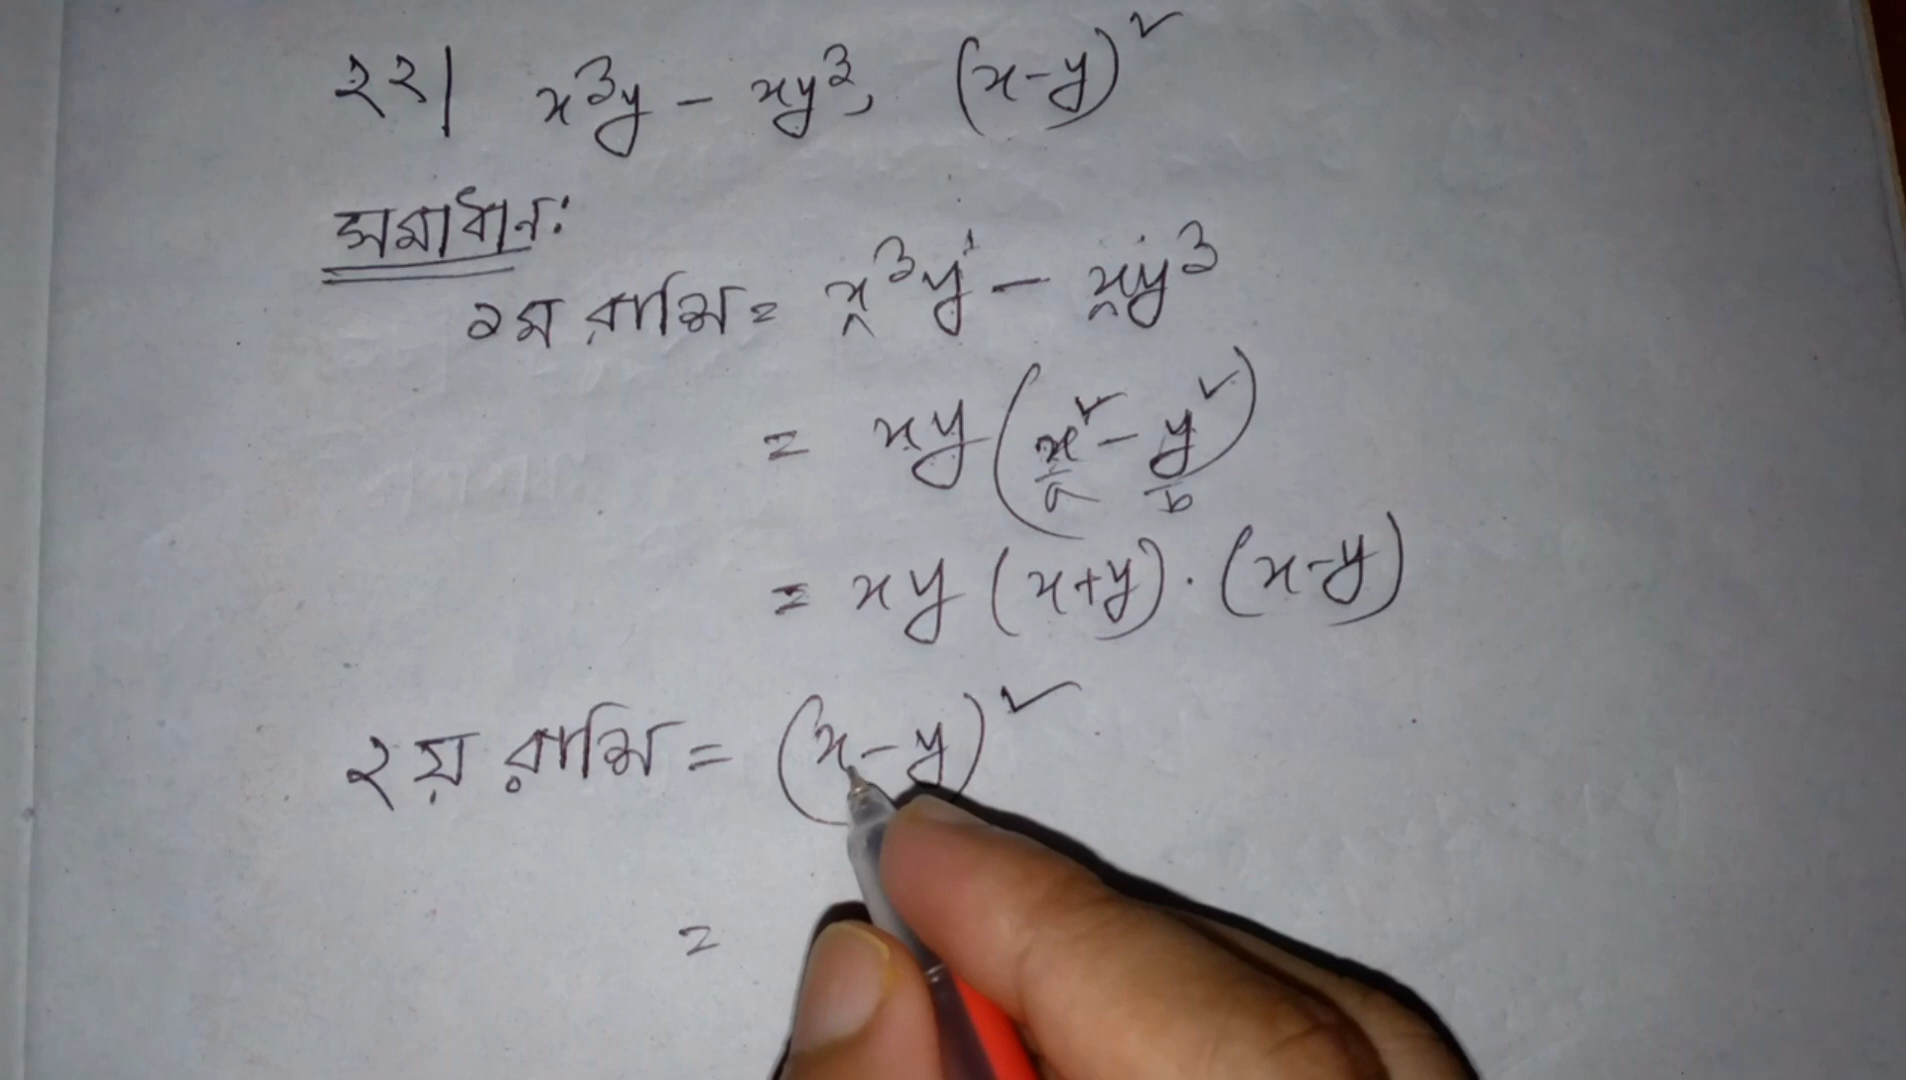 ২২| x³y - xy³, (x-y)²
সমাধান:
১ম রাশি = x³y - xy³
= xy(x² - y²)
a b
= xy (x+y)·(x-y)
২য় রাশি = (x-y)²
=